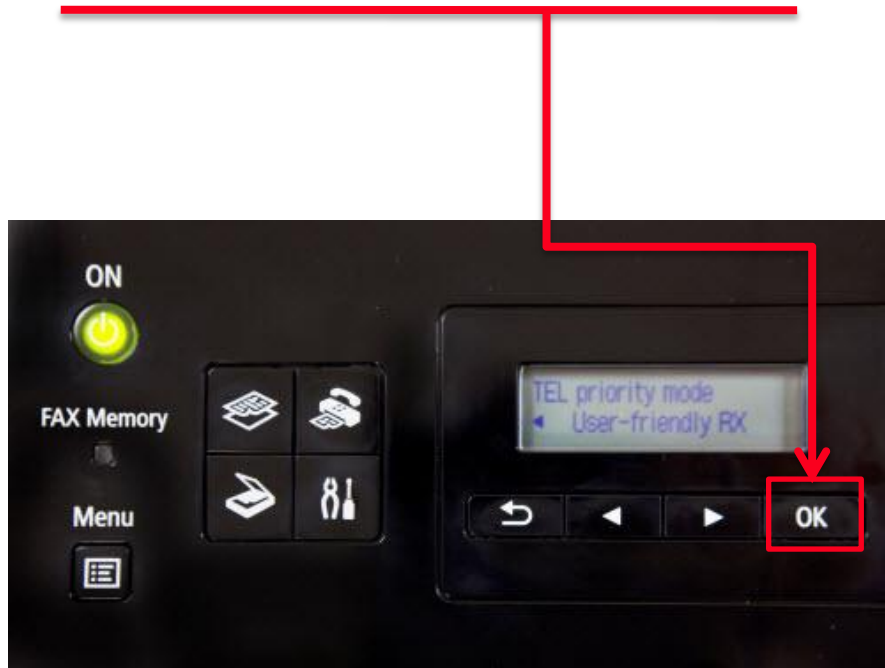 ON
FAX Memory
Menu
TEL priority mode
User-friendly RX
OK